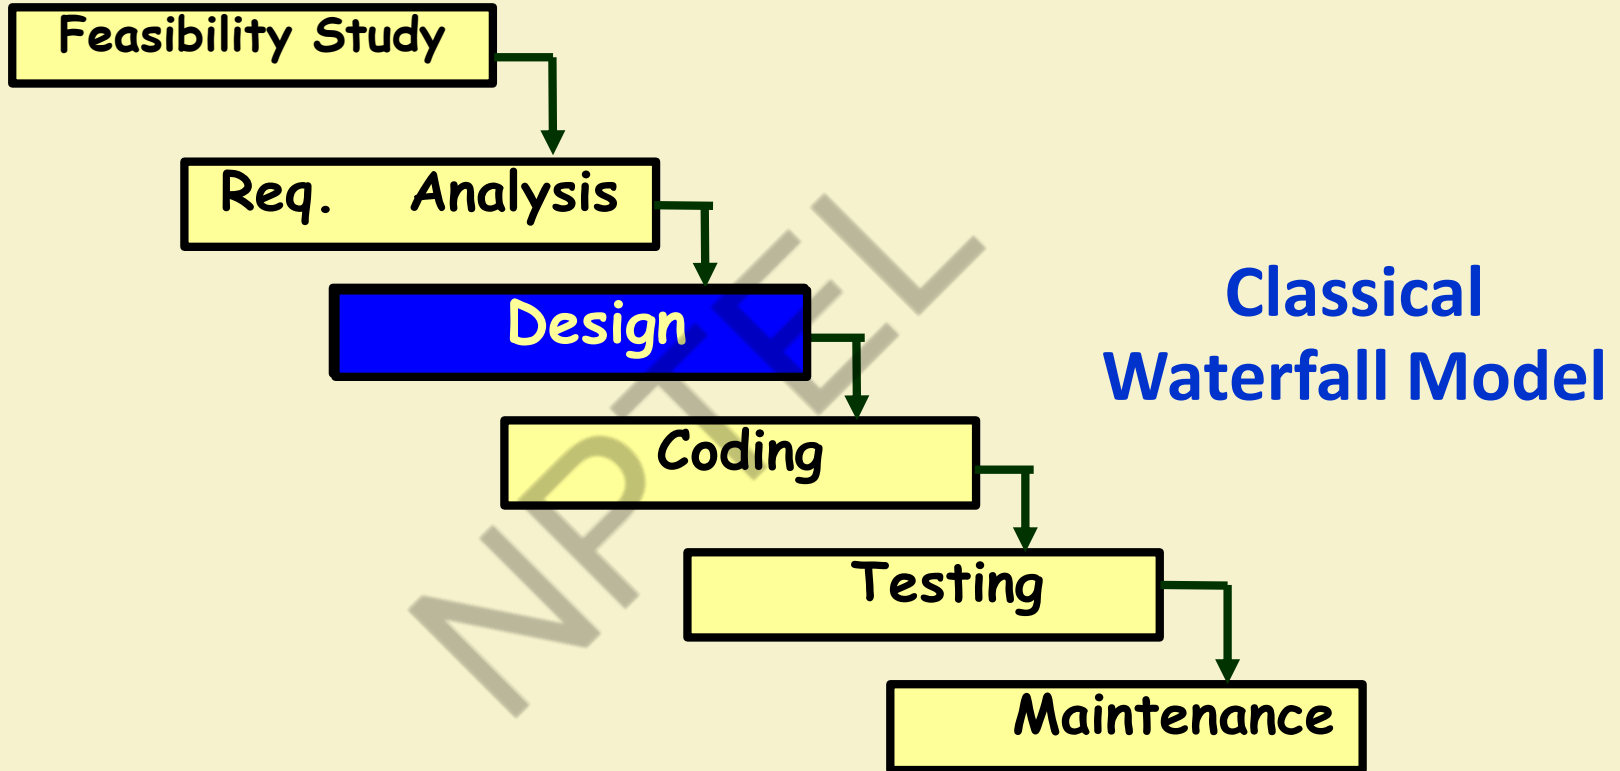 Feasibility Study
Req. Analysis
Design
Classical
Waterfall Model
Coding
Testing
Maintenance
NPTEL